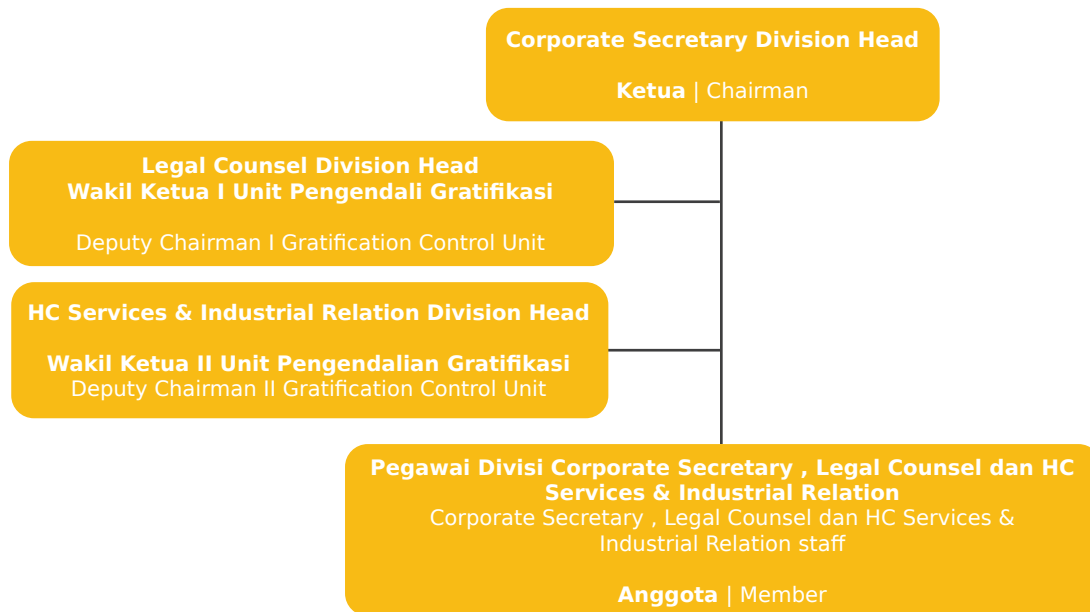 Corporate Secretary Division Head
Ketua | Chairman
Legal Counsel Division Head
Wakil Ketua I Unit Pengendali Gratifikasi
Deputy Chairman I Gratification Control Unit
HC Services & Industrial Relation Division Head
Wakil Ketua II Unit Pengendalian Gratifikasi
Deputy Chairman II Gratification Control Unit
Pegawai Divisi Corporate Secretary , Legal Counsel dan HC
Services & Industrial Relation
Corporate Secretary , Legal Counsel dan HC Services &
Industrial Relation staff
Anggota | Member